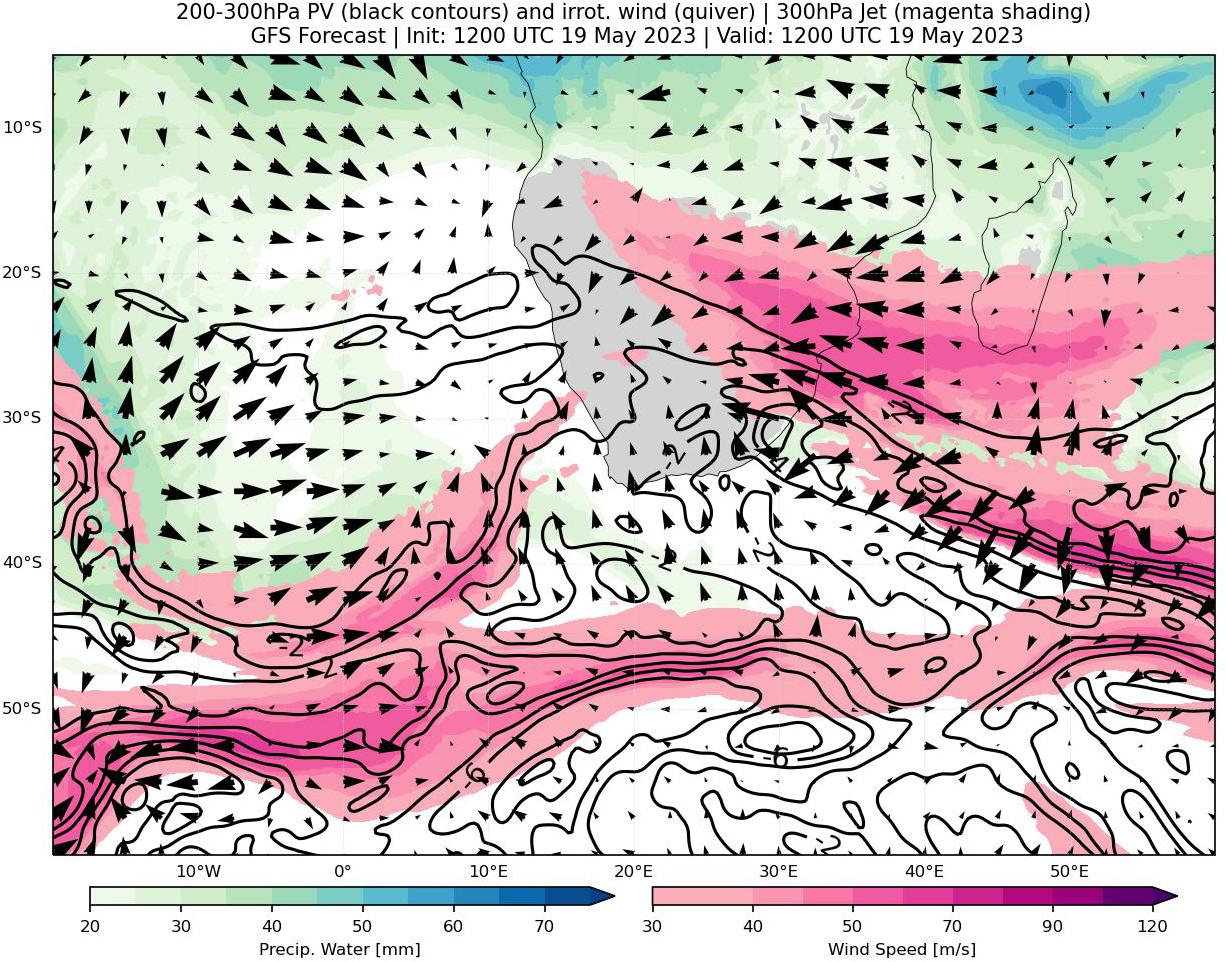 200-300hPa PV (black contours) and irrot. wind (quiver) | 300hPa Jet (magenta shading)
GFS Forecast | Init: 1200 UTC 19 May 2023 | Valid: 1200 UTC 19 May 2023
10°S
20°S
30°S
-2
-4
-2
40°S
-2
-2
-2
50°S
-6
-6
10°W 0° 10°E 20°E 30°E 40°E 50°E
20 30 40 50 60 70
Precip. Water [mm]
30 40 50 70 90 120
Wind Speed [m/s]